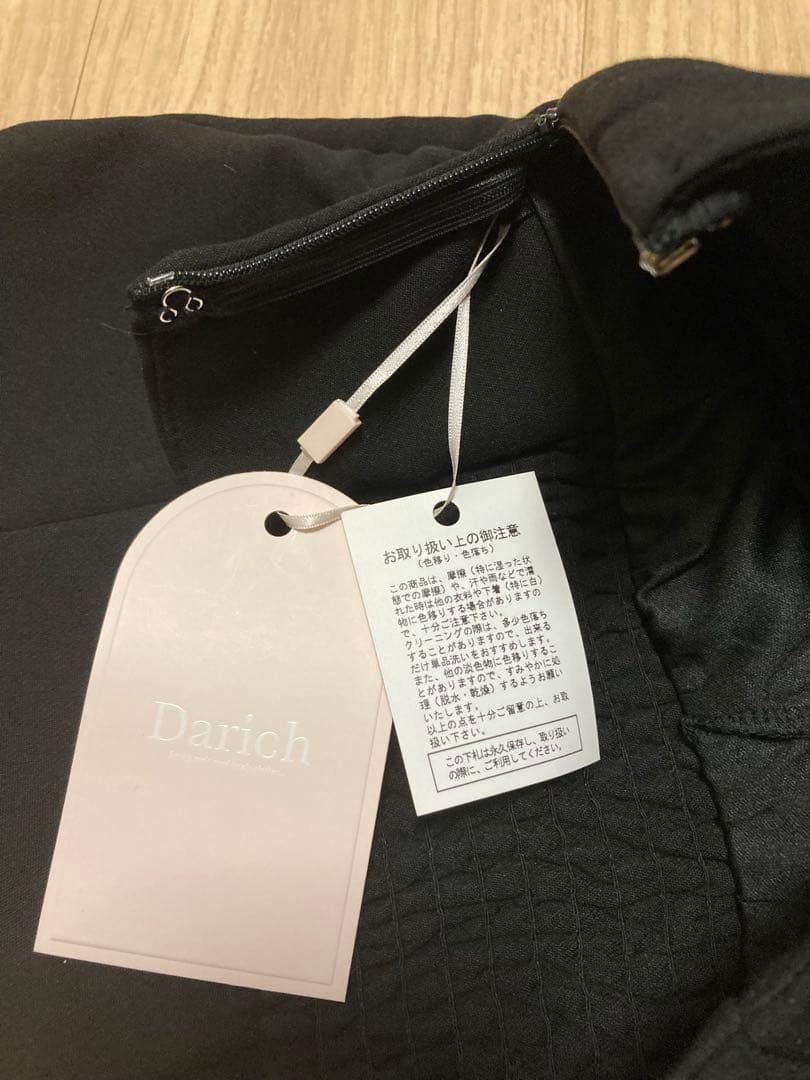 Darich
お取り扱い上の御注意
(色移り・色落ち)
この商品は、摩擦(特に湿った状
態での摩擦)や、汗や雨などで濡
れた時は他の衣料や下着(特に白)
物に色移りする場合がありますの
で、十分ご注意下さい。
クリーニングの際は、多少色落ち
することがありますので、出来る
だけ単品洗いをおすすめします。
また、他の淡色物に色移りするこ
とがありますので、すみやかに処
理(脱水・乾燥)するようお願い
いたします。
以上の点を十分ご留意の上、お取
扱い下さい。
この下札は永久保存し、取り扱い
の際に、ご利用してください。